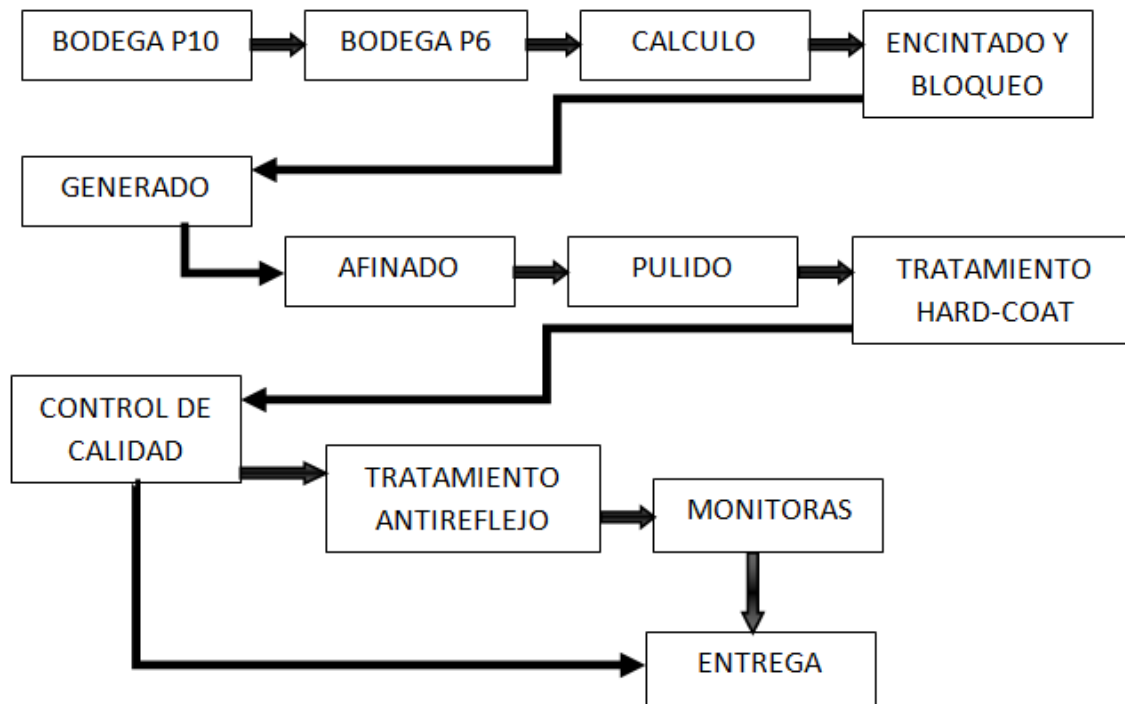 BODEGA P10
BODEGA P6
CALCULO
ENCINTADO Y
BLOQUEO
GENERADO
AFINADO
PULIDO
TRATAMIENTO
HARD-COAT
CONTROL DE
CALIDAD
TRATAMIENTO
ANTIREFLEJO
MONITORAS
ENTREGA